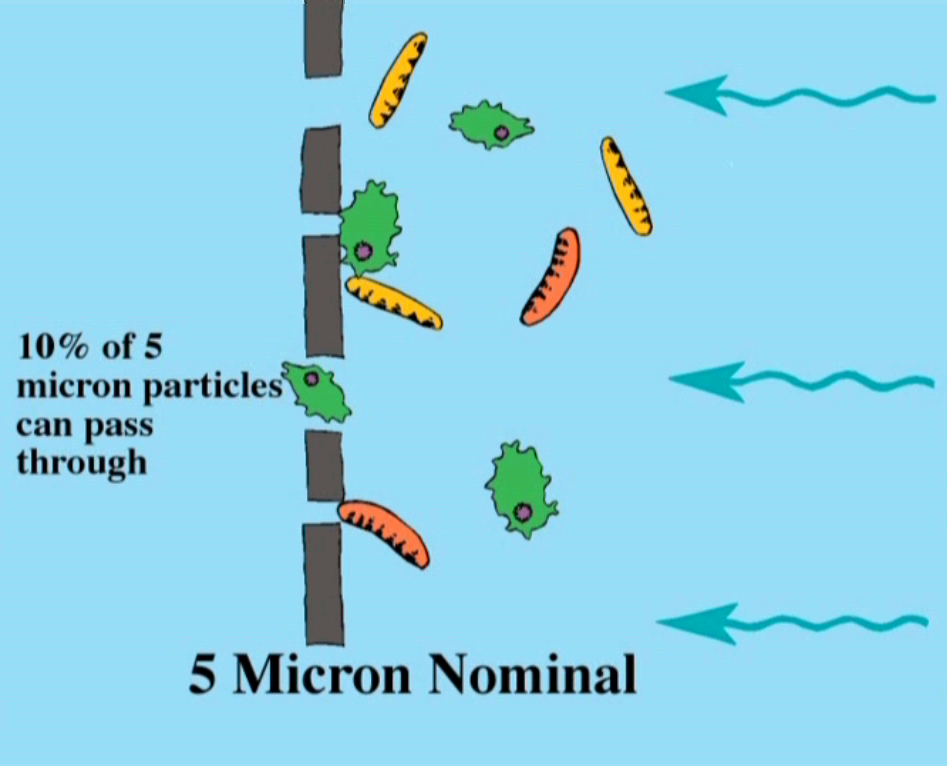 10% of 5
micron particles
can pass
through
5 Micron Nominal